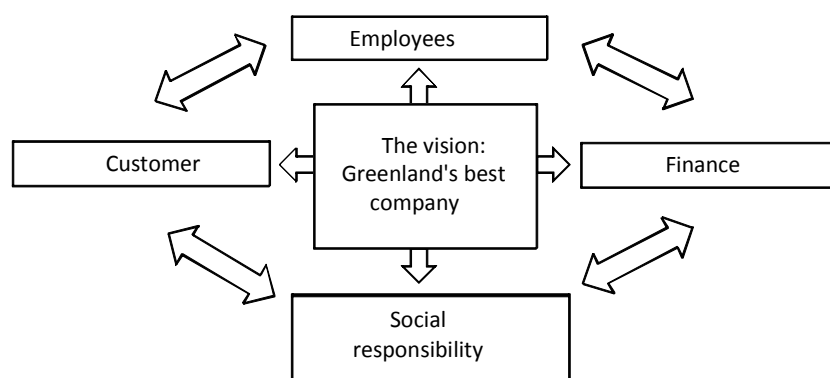 Employees
Customer
The vision:
Greenland's best
company
Finance
Social
responsibility